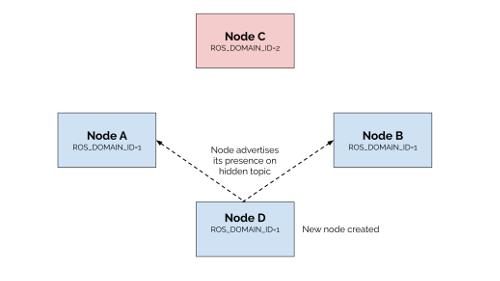 Node C
ROS_DOMAIN_ID=2
Node A
ROS_DOMAIN_ID=1
Node B
ROS_DOMAIN_ID=1
Node advertises
its presence on
hidden topic
Node D
ROS_DOMAIN_ID=1
New node created